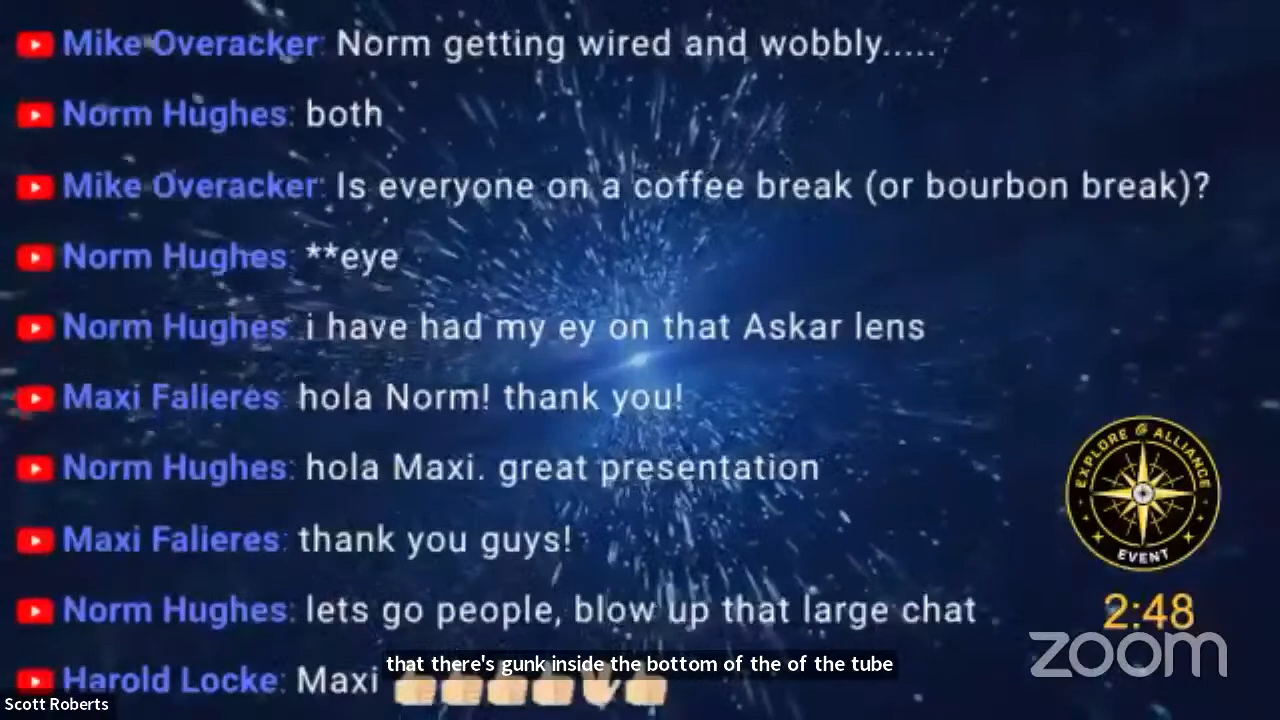 Mike Overacker: Norm getting wired and wobbly.....
Norm Hughes: both
Mike Overacker: Is everyone on a coffee break (or bourbon break)?
Norm Hughes: **eye
Norm Hughes: i have had my ey on that Askar lens
Maxi Falieres: hola Norm! thank you!
Norm Hughes: hola Maxi. great presentation
Maxi Falieres: thank you guys!
Norm Hughes: lets go people, blow up that large chat
Harold Locke: Maxi
that there's gunk inside the bottom of the of the tube
Scott Roberts
EXPLORE ALLIANCE
EVENT
2:48
zoom